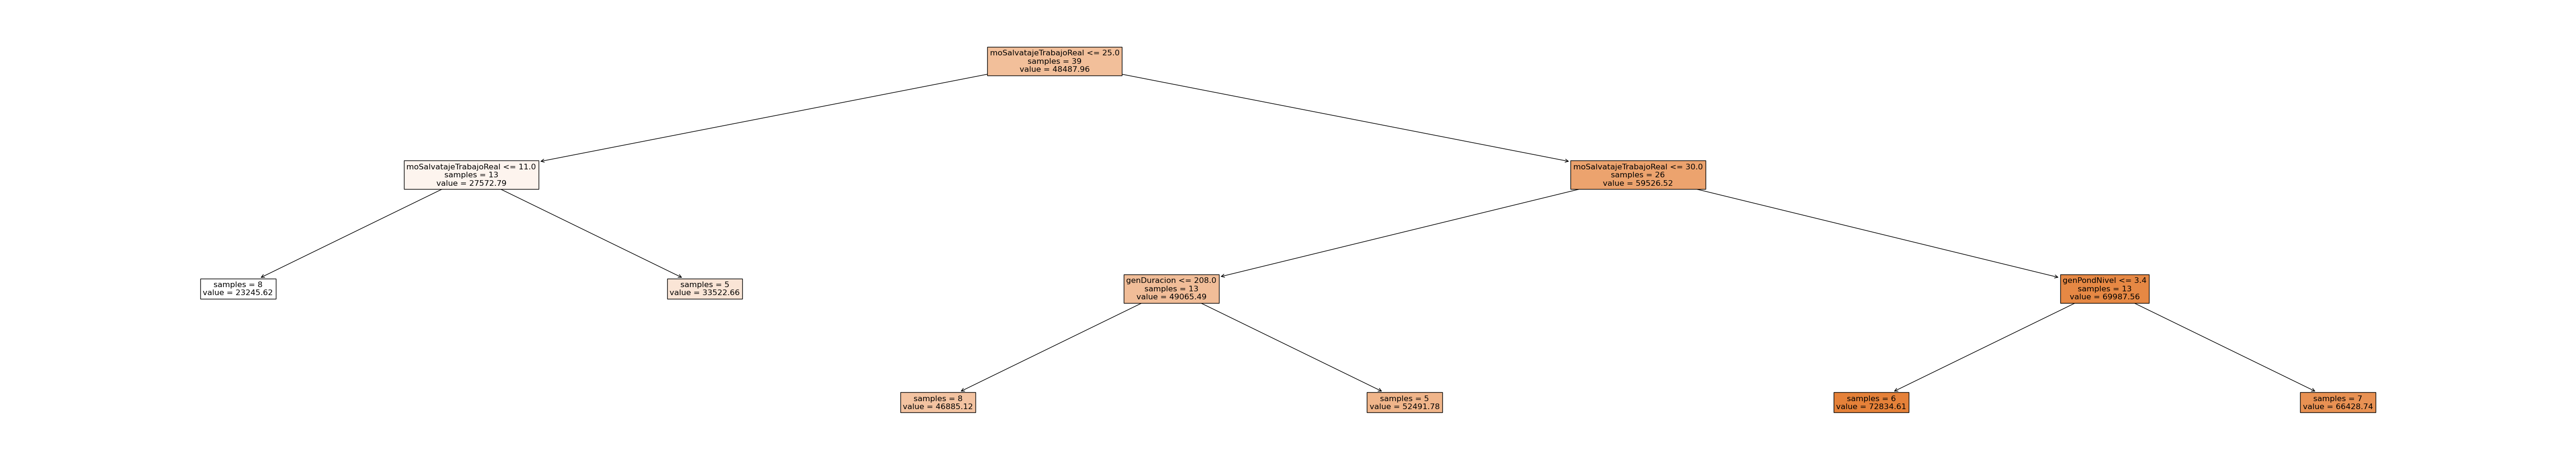 moSalvatajeTrabajoReal <= 25.0
samples = 39
value = 48487.96
moSalvatajeTrabajoReal <= 11.0
samples = 13
value = 27572.79
moSalvatajeTrabajoReal <= 30.0
samples = 26
value = 59526.52
samples = 8
value = 23245.62
samples = 5
value = 33522.66
genDuracion <= 208.0
samples = 13
value = 49065.49
genPondNivel <= 3.4
samples = 13
value = 69987.56
samples = 8
value = 46885.12
samples = 5
value = 52491.78
samples = 6
value = 72834.61
samples = 7
value = 66428.74